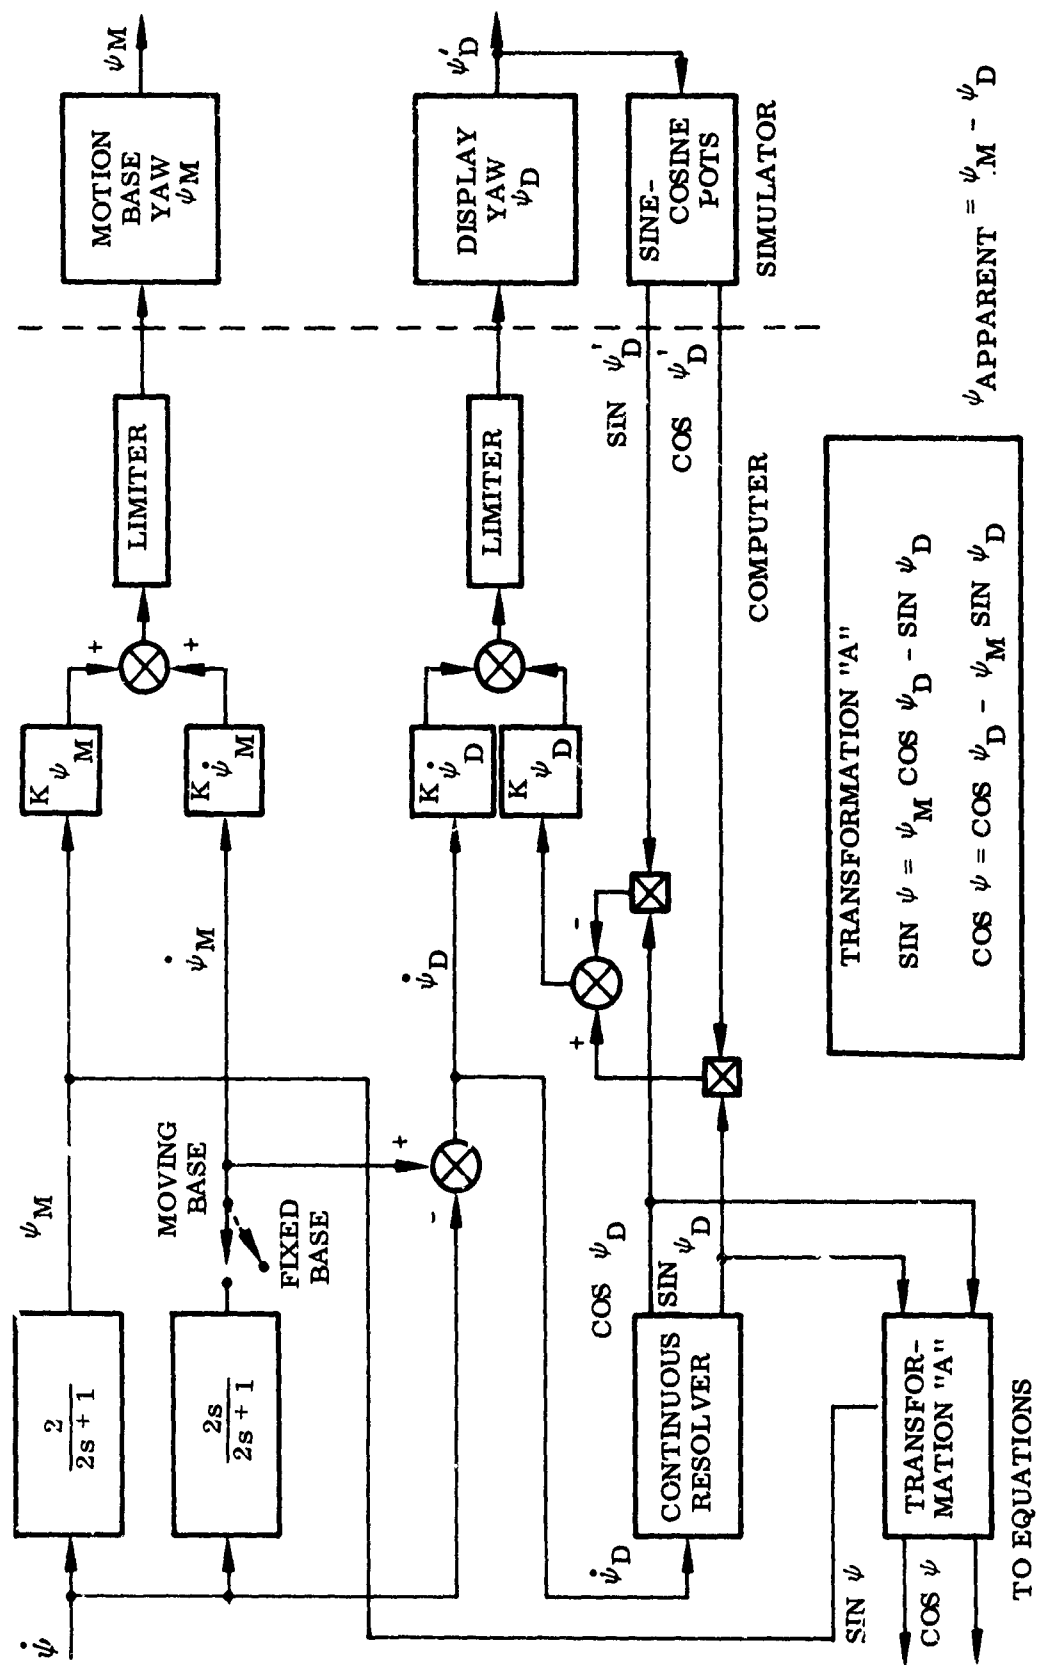 ψ̇
2
2s + 1
ψM
KψM
+
MOTION
BASE
YAW
ψM
ψM
2s
2s + 1
MOVING
BASE
FIXED
BASE
ψ̇M
Kψ̇M
+
LIMITER
+
-
ψ̇D
Kψ̇D
KψD
LIMITER
DISPLAY
YAW
ψD
ψ'D
ψ̇D
CONTINUOUS
RESOLVER
COS ψD
SIN ψD
+
-
SIN ψ'D
COS ψ'D
SINE-
COSINE
POTS
COMPUTER
SIMULATOR
SIN ψ
COS ψ
TRANSFOR-
MATION "A"
TO EQUATIONS
TRANSFORMATION "A"
SIN ψ = ψM COS ψD - SIN ψD
COS ψ = COS ψD - ψM SIN ψD
ψAPPARENT = ψM - ψD